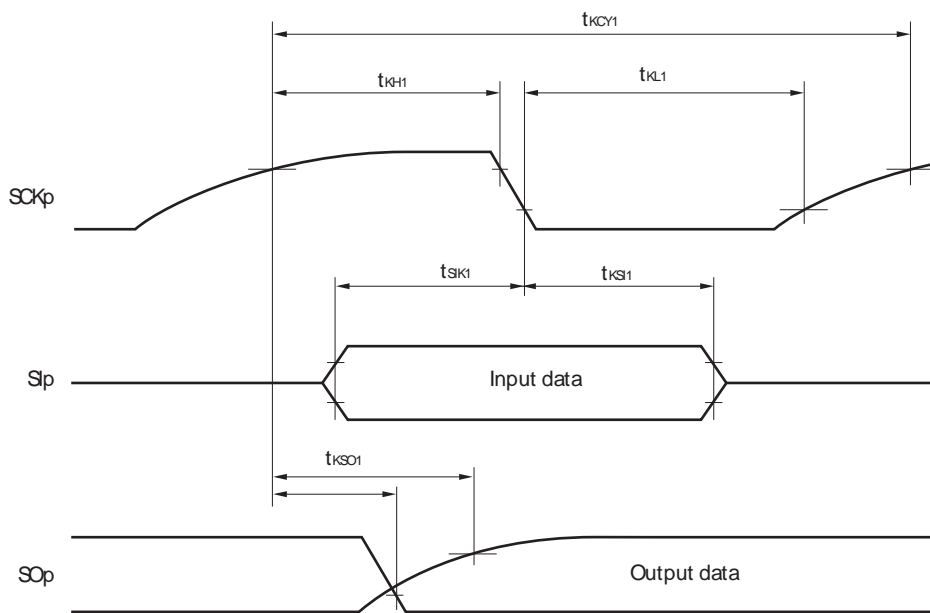 tKCY1
tKH1
tKL1
SCKp
tSIK1
tKSI1
SIp
Input data
tKSO1
SOp
Output data